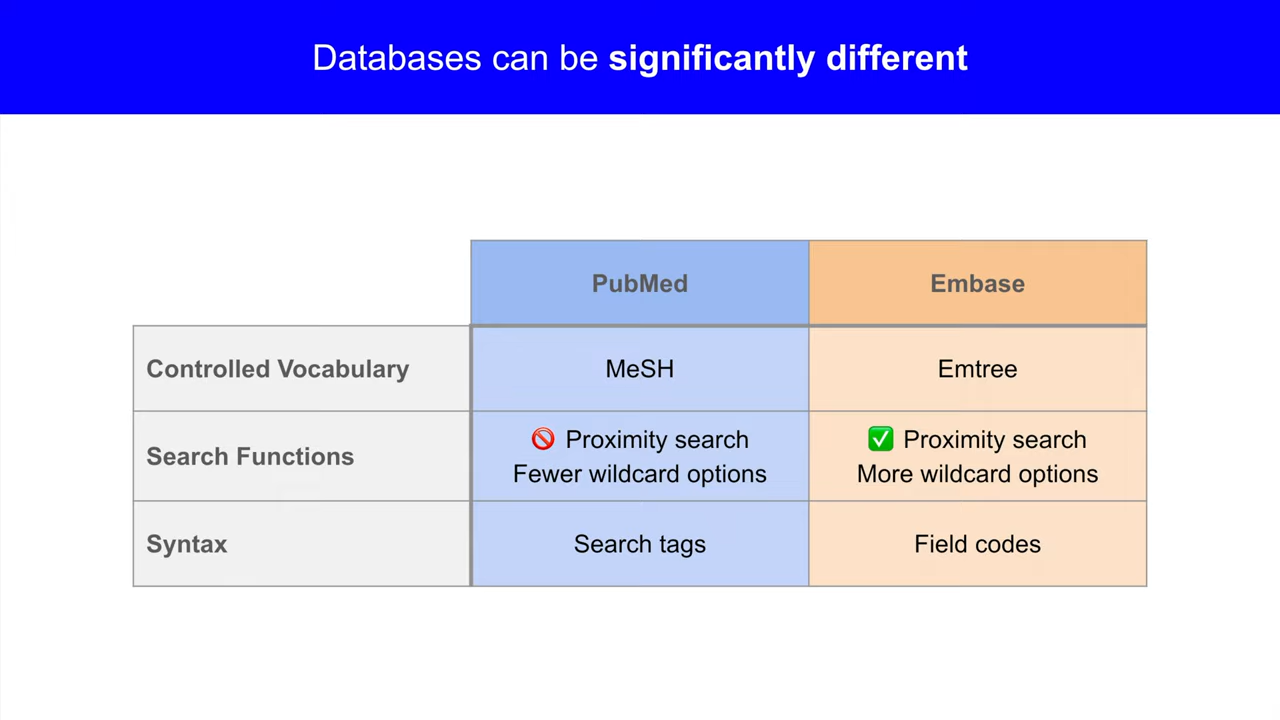 Databases can be significantly different
PubMed
Embase
Controlled Vocabulary
MeSH
Emtree
Search Functions
🚫 Proximity search
Fewer wildcard options
✅ Proximity search
More wildcard options
Syntax
Search tags
Field codes